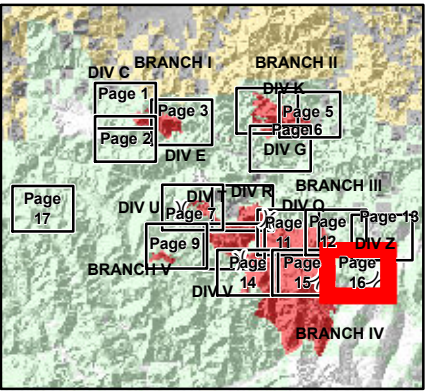 BRANCH I
BRANCH II
DIV C
DIV K
Page 1
Page 3
Page 5
Page 2
Page 6
DIV E
DIV G
BRANCH III
Page
17
DIV T
DIV R
DIV U
Page 7
DIV O
Page
11
Page
12
Page 13
Page 9
DIV Z
BRANCH V
Page
14
Page
15
Page
16
DIV V
BRANCH IV